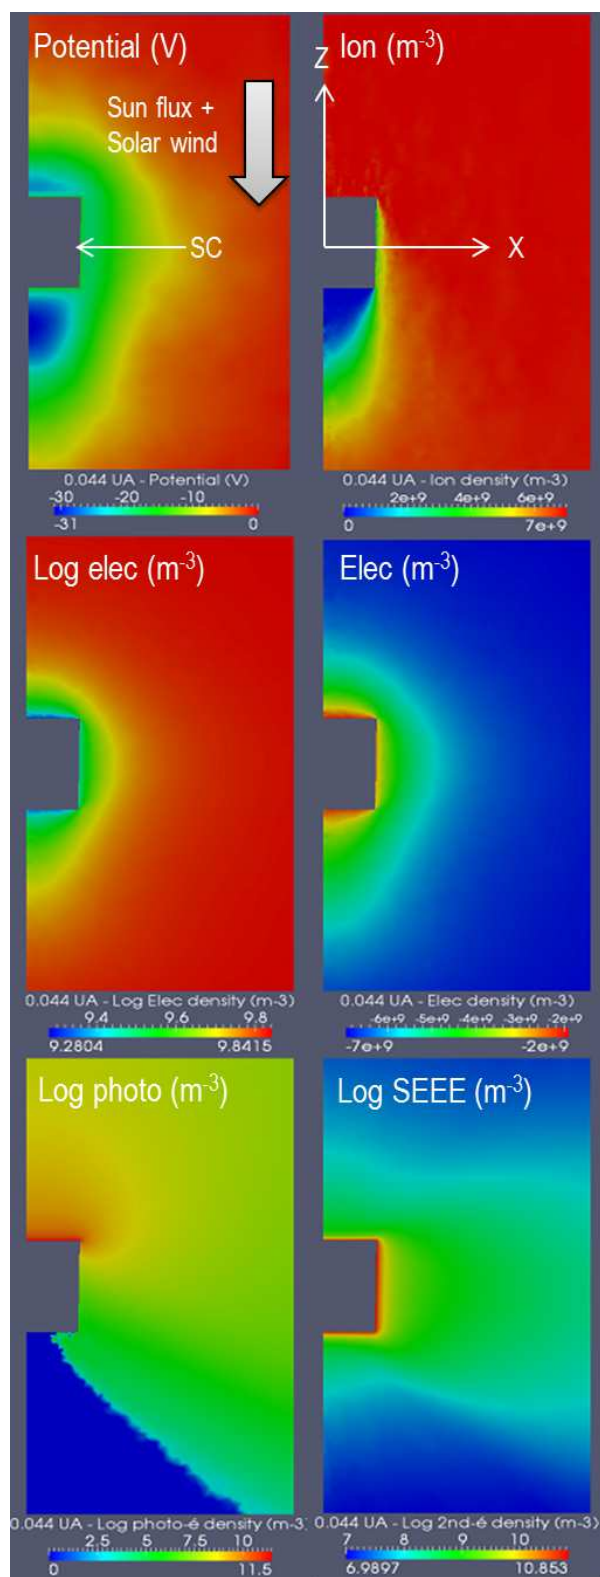 Potential (V)
Sun flux +
Solar wind
SC
0.044 UA - Potential (V)
-30 -20 -10
-31 0
Ion (m-3)
Z
X
0.044 UA - Ion density (m-3)
2e+9 4e+9 6e+9
0 7e+9
Log elec (m-3)
0.044 UA - Log Elec density (m-3)
9.4 9.6 9.8
9.2804 9.8415
Elec (m-3)
0.044 UA - Elec density (m-3)
-6e+9 -5e+9 -4e+9 -3e+9 -2e+9
-7e+9 -2e+9
Log photo (m-3)
0.044 UA - Log photo-é density (m-3)
2.5 5 7.5 10
0 11.5
Log SEEE (m-3)
0.044 UA - Log 2nd-é density (m-3)
7 8 9 10
6.9897 10.853